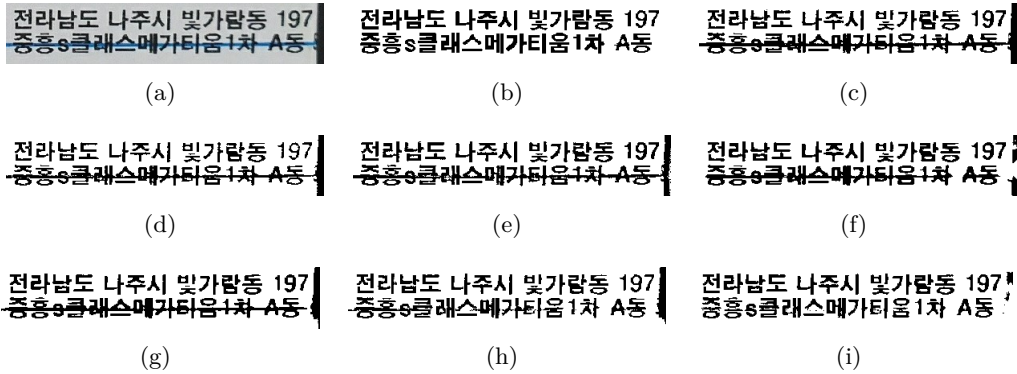 전라남도 나주시 빛가람동 197
중흥s클래스메가티움1차 A동
(a)
전라남도 나주시 빛가람동 197
중흥s클래스메가티움1차 A동
(b)
전라남도 나주시 빛가람동 197
중흥s클래스메가티움1차 A동
(c)
전라남도 나주시 빛가람동 197
중흥s클래스메가티움1차 A동
(d)
전라남도 나주시 빛가람동 197
중흥s클래스메가티움1차 A동
(e)
전라남도 나주시 빛가람동 197
중흥s클래스메가티움1차 A동
(f)
전라남도 나주시 빛가람동 197
중흥s클래스메가티움1차 A동
(g)
전라남도 나주시 빛가람동 197
중흥s클래스메가티움1차 A동
(h)
전라남도 나주시 빛가람동 197
중흥s클래스메가티움1차 A동
(i)